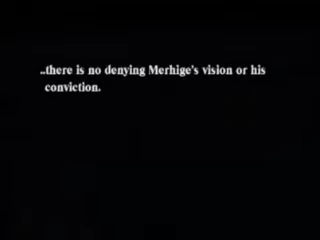 ..there is no denying Merhige's vision or his
conviction.